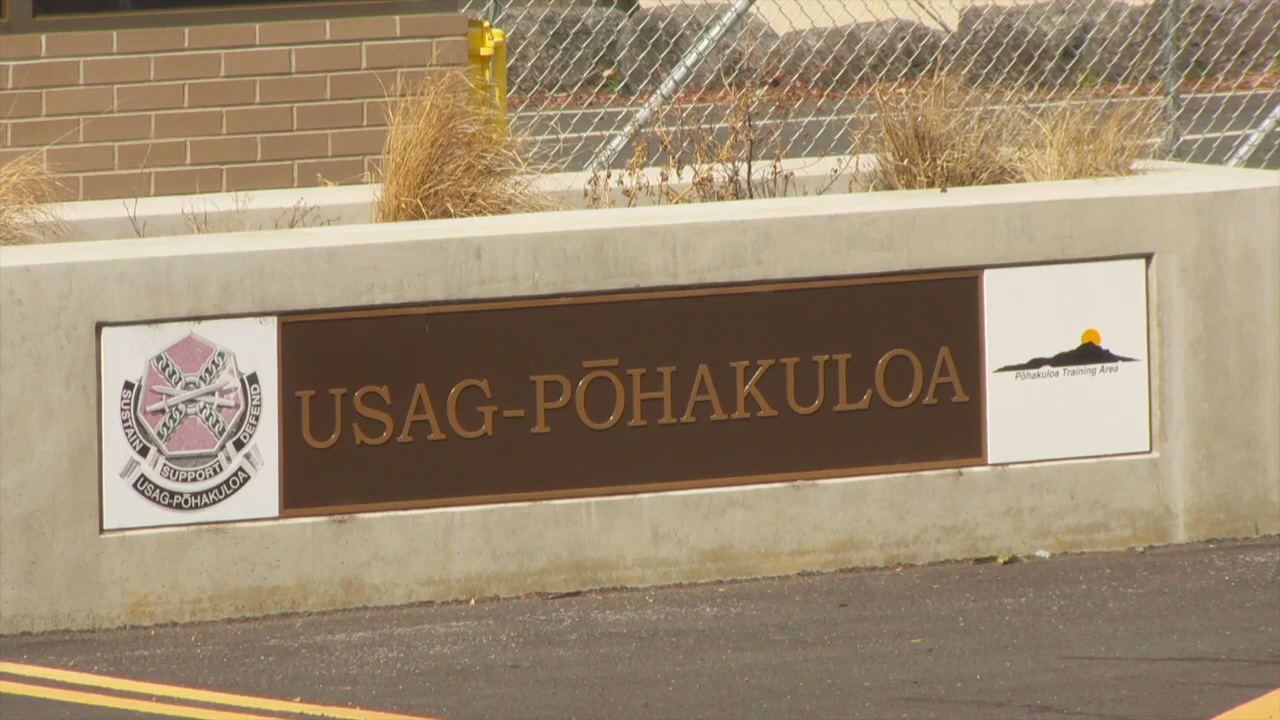 SUSTAIN
SUPPORT
DEFEND
USAG-PŌHAKULOA
USAG-PŌHAKULOA
Pōhakuloa Training Area